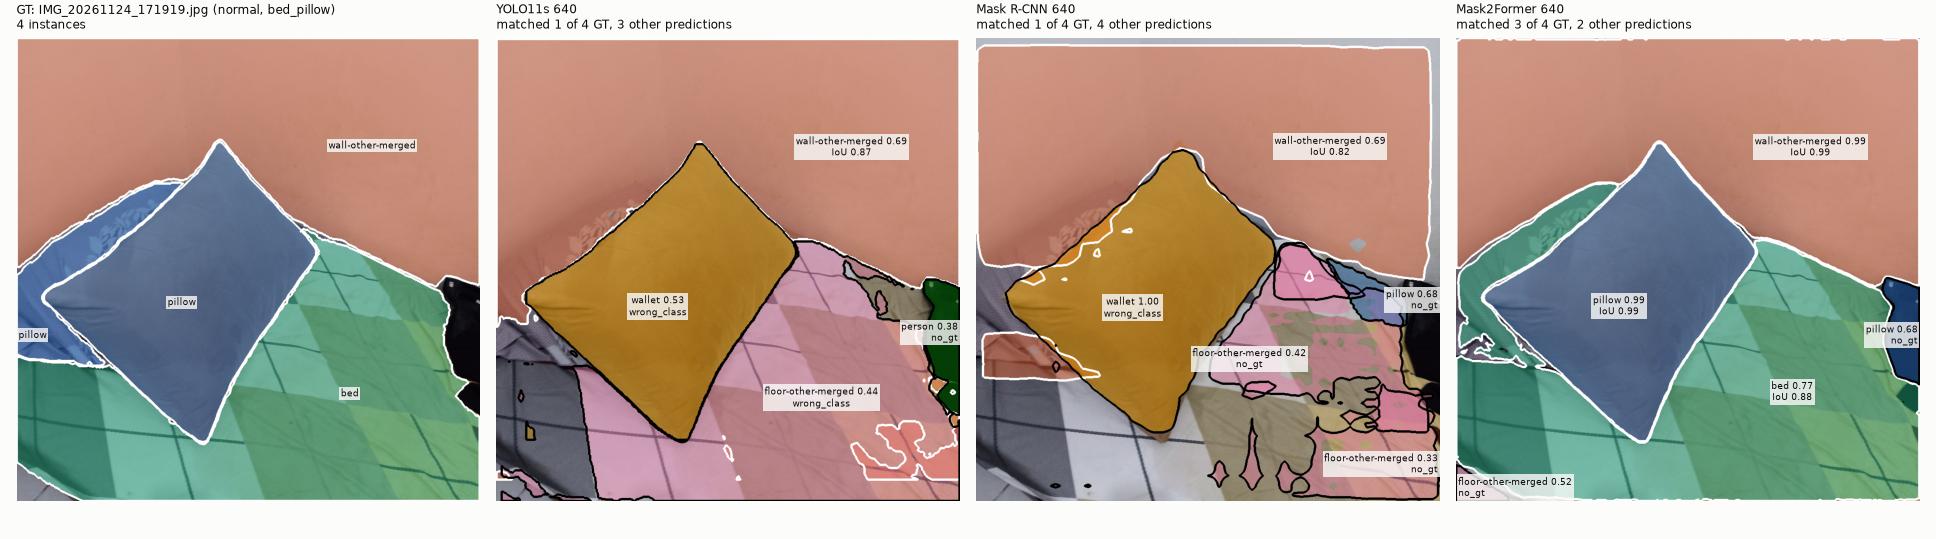 GT: IMG_20261124_171919.jpg (normal, bed_pillow)
4 instances
wall-other-merged
pillow
pillow
bed
YOLO11s 640
matched 1 of 4 GT, 3 other predictions
wall-other-merged 0.69
IoU 0.87
wallet 0.53
wrong_class
person 0.38
no_gt
floor-other-merged 0.44
wrong_class
Mask R-CNN 640
matched 1 of 4 GT, 4 other predictions
wall-other-merged 0.69
IoU 0.82
pillow 0.68
no_gt
wallet 1.00
wrong_class
floor-other-merged 0.42
no_gt
floor-other-merged 0.33
no_gt
Mask2Former 640
matched 3 of 4 GT, 2 other predictions
wall-other-merged 0.99
IoU 0.99
pillow 0.99
IoU 0.99
pillow 0.68
no_gt
bed 0.77
IoU 0.88
floor-other-merged 0.52
no_gt